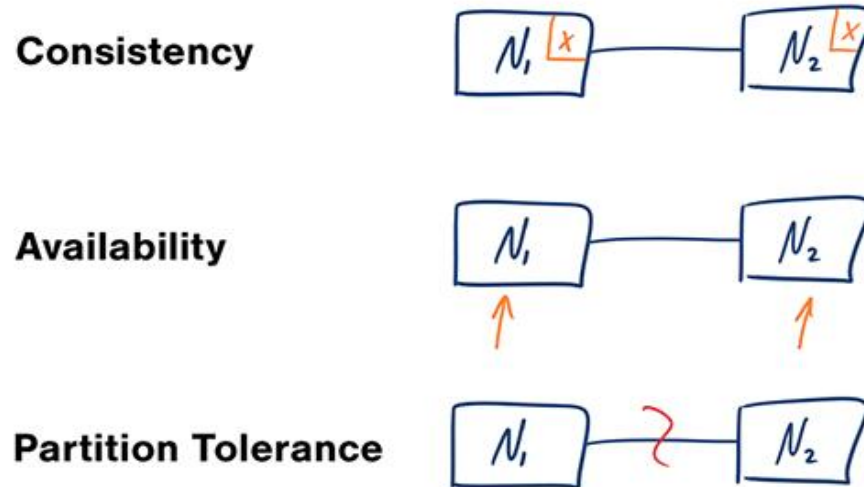 Consistency N₁ x N₂ x
Availability N₁ N₂
Partition Tolerance N₁ N₂